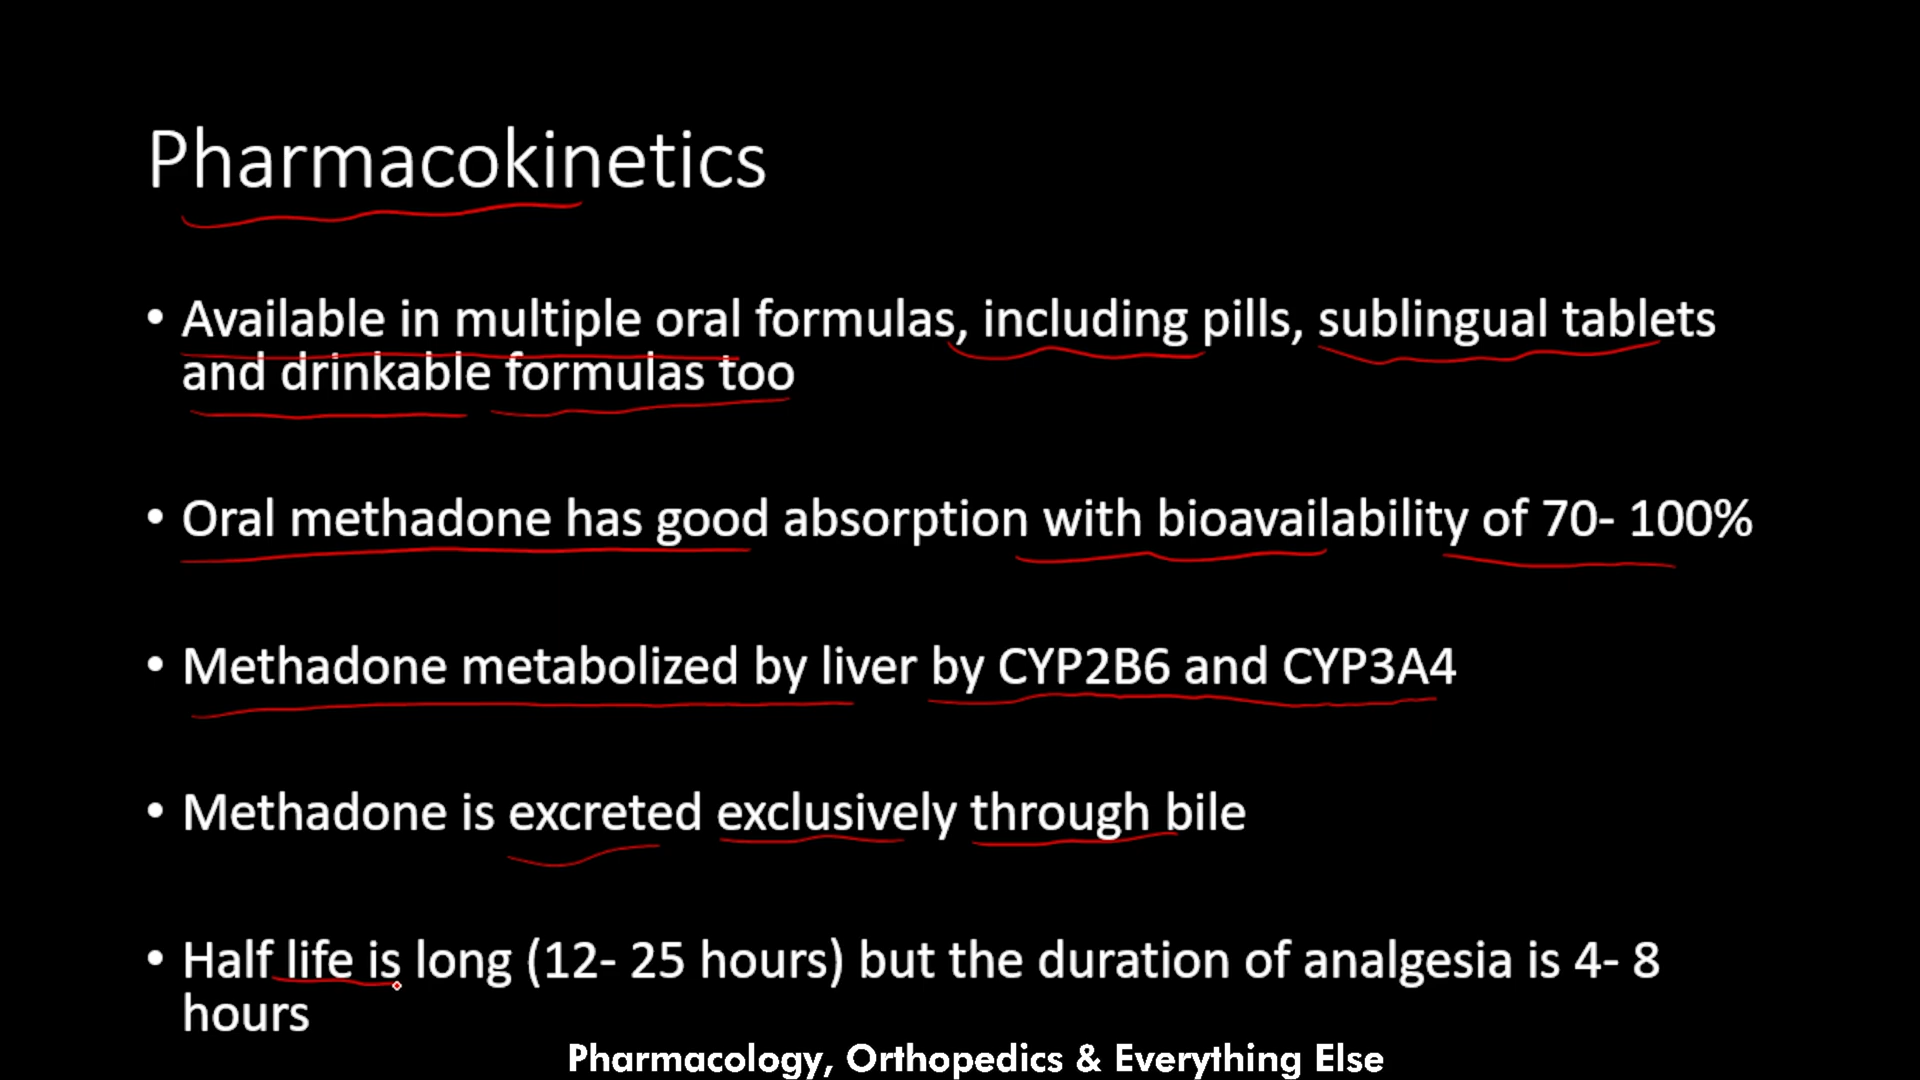 Pharmacokinetics
• Available in multiple oral formulas, including pills, sublingual tablets
and drinkable formulas too
• Oral methadone has good absorption with bioavailability of 70- 100%
• Methadone metabolized by liver by CYP2B6 and CYP3A4
• Methadone is excreted exclusively through bile
• Half life is long (12- 25 hours) but the duration of analgesia is 4- 8
hours
Pharmacology, Orthopedics & Everything Else